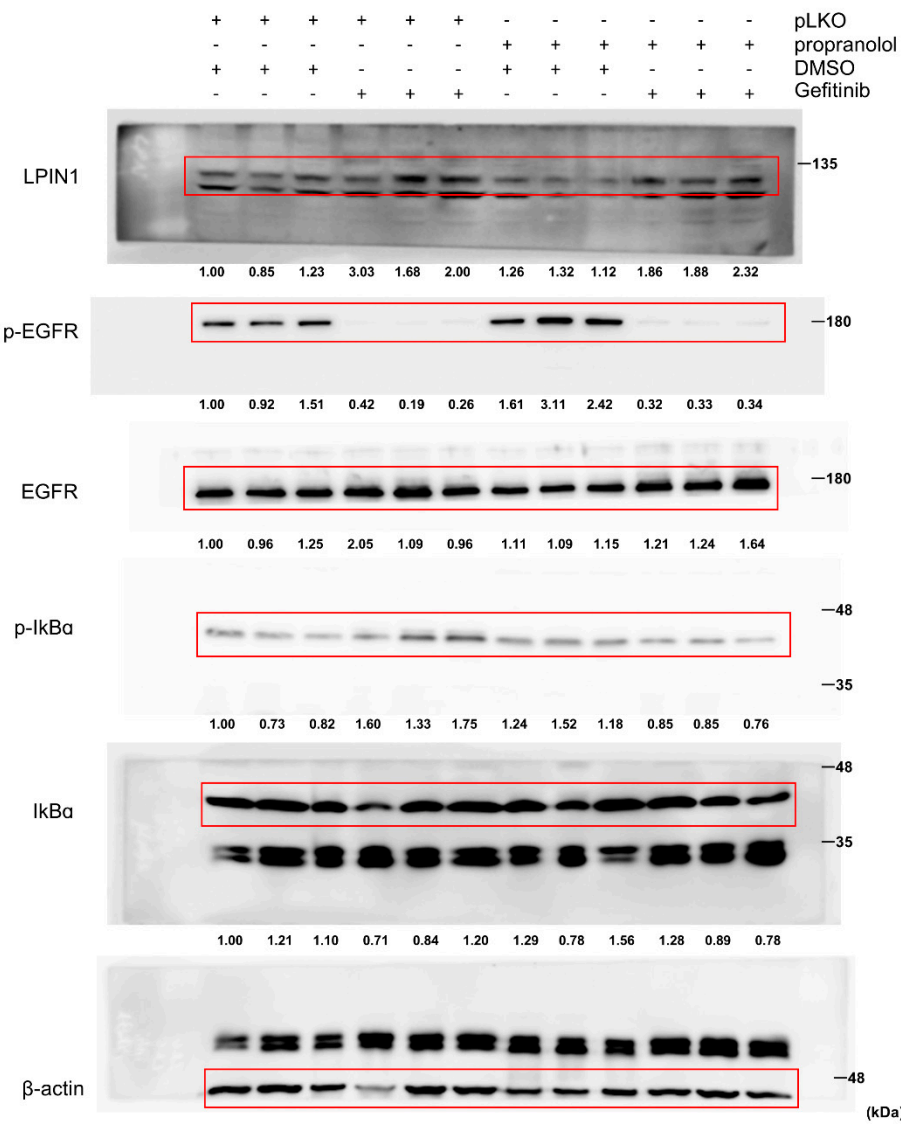 + + + + + + - - - - - - pLKO
- - - - - - + + + + + + propranolol
+ + + - - - + + + - - - DMSO
- - - + + + - - - + + + Gefitinib
LPIN1
—135
1.00 0.85 1.23 3.03 1.68 2.00 1.26 1.32 1.12 1.86 1.88 2.32
p-EGFR
—180
1.00 0.92 1.51 0.42 0.19 0.26 1.61 3.11 2.42 0.32 0.33 0.34
EGFR
—180
1.00 0.96 1.25 2.05 1.09 0.96 1.11 1.09 1.15 1.21 1.24 1.64
—48
p-IkBα
—35
1.00 0.73 0.82 1.60 1.33 1.75 1.24 1.52 1.18 0.85 0.85 0.76
—48
IkBα
—35
1.00 1.21 1.10 0.71 0.84 1.20 1.29 0.78 1.56 1.28 0.89 0.78
—48
β-actin
(kDa)